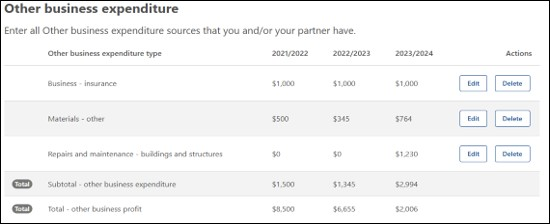 Other business expenditure
Enter all Other business expenditure sources that you and/or your partner have.
Other business expenditure type 2021/2022 2022/2023 2023/2024 Actions
Business - insurance $1,000 $1,000 $1,000 Edit Delete
Materials - other $500 $345 $764 Edit Delete
Repairs and maintenance - buildings and structures $0 $0 $1,230 Edit Delete
Total Subtotal - other business expenditure $1,500 $1,345 $2,994
Total Total - other business profit $8,500 $6,655 $2,006